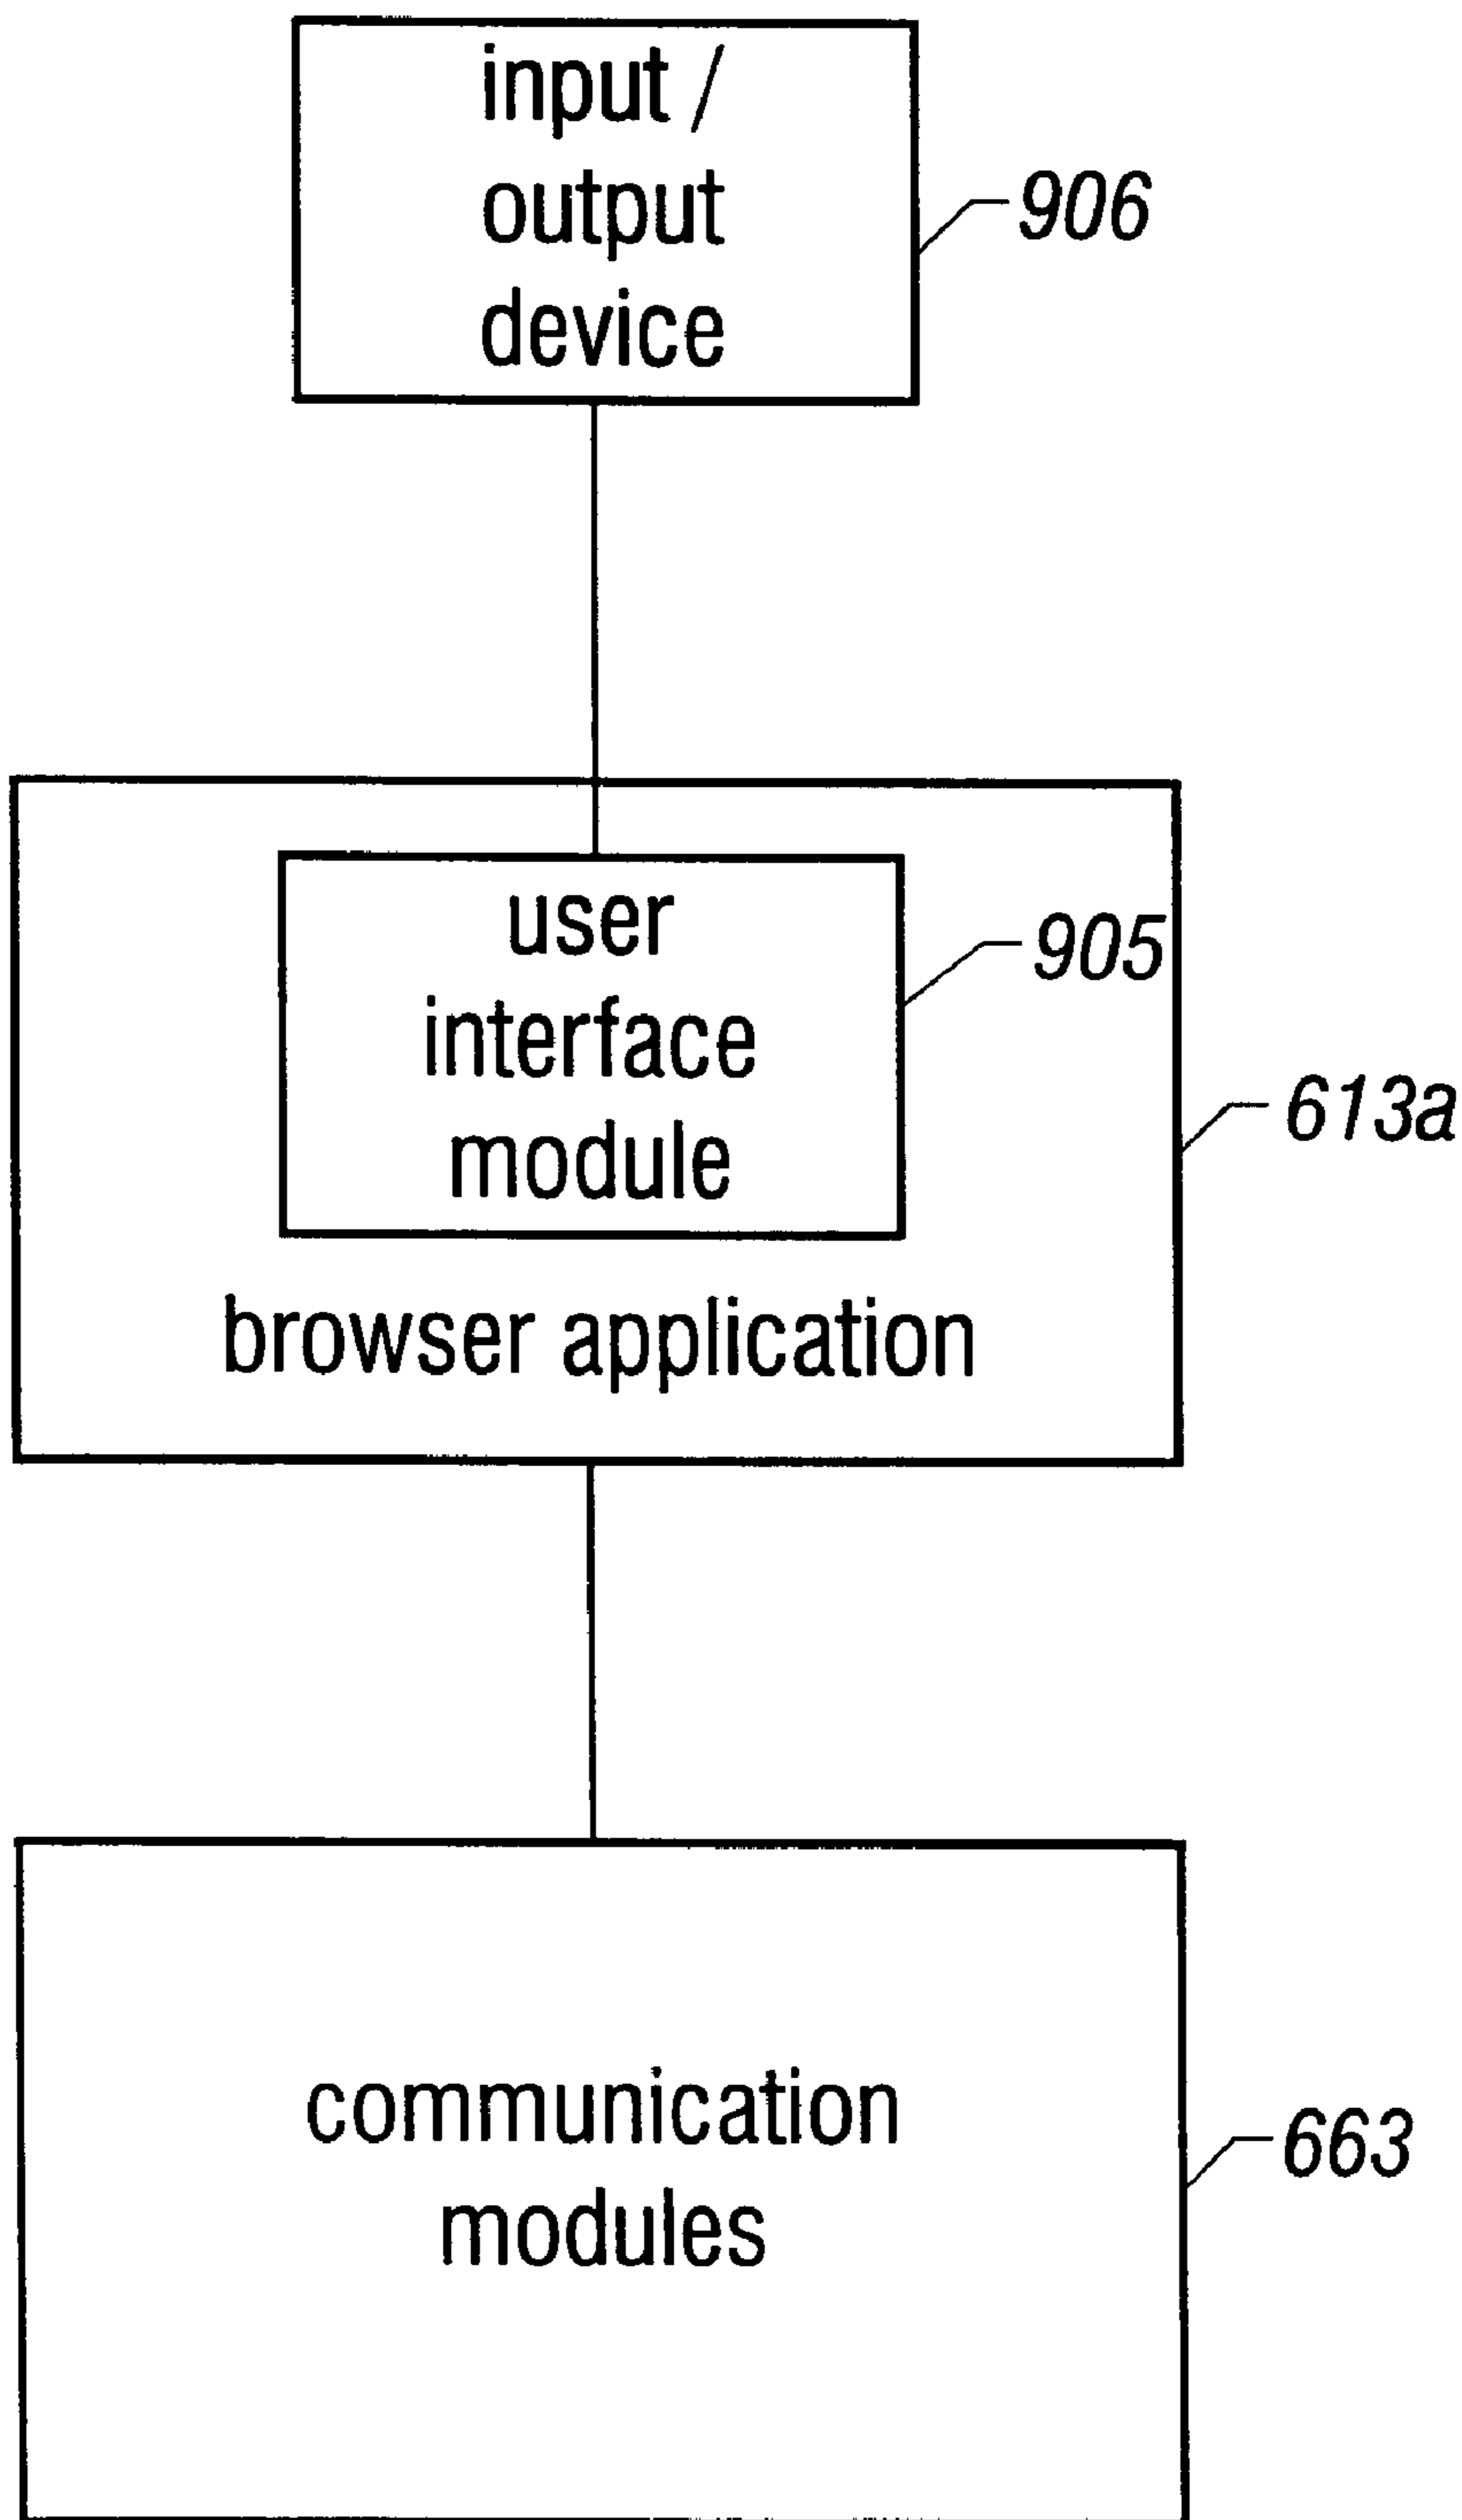 input /
output
device
906
user
interface
module
905
613a
browser application
communication
modules
663